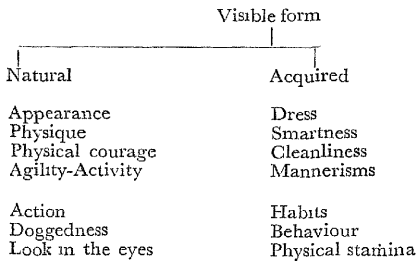 Visible form
Natural Acquired
Appearance Dress
Physique Smartness
Physical courage Cleanliness
Agility-Activity Mannerisms
Action Habits
Doggedness Behaviour
Look in the eyes Physical stamina